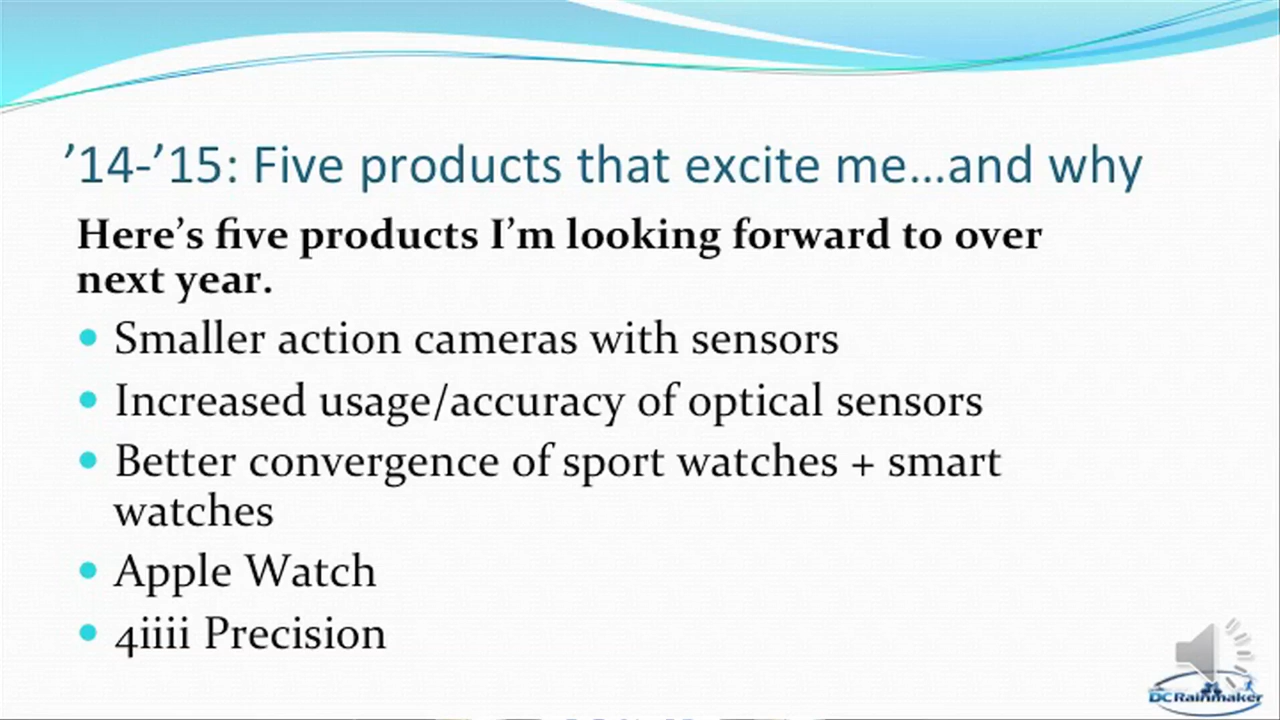 ’14-’15: Five products that excite me…and why
Here’s five products I’m looking forward to over
next year.
• Smaller action cameras with sensors
• Increased usage/accuracy of optical sensors
• Better convergence of sport watches + smart
watches
• Apple Watch
• 4iiii Precision
DCRainmaker